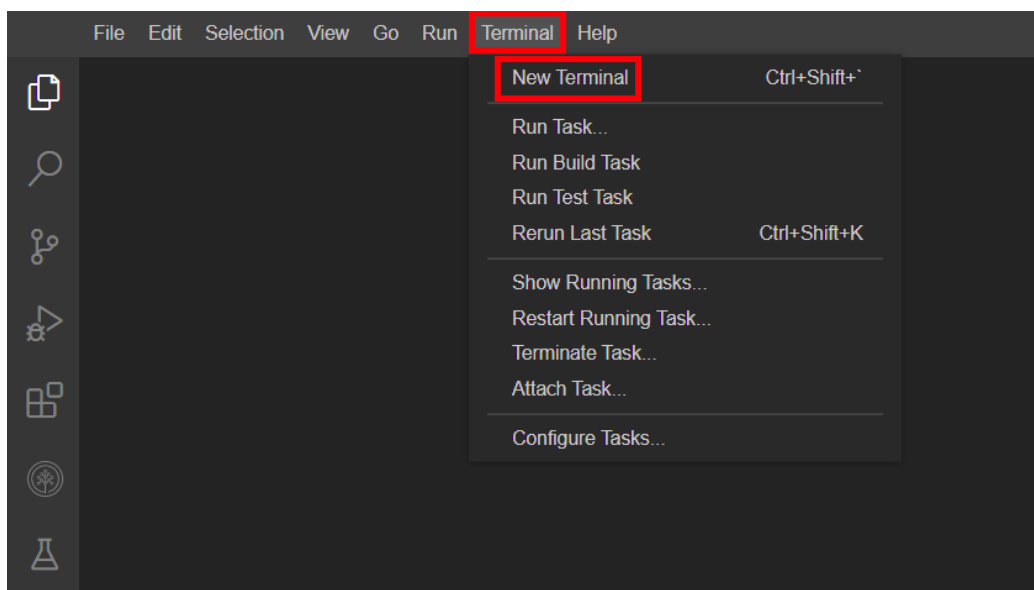 File Edit Selection View Go Run Terminal Help
New Terminal Ctrl+Shift+`
Run Task...
Run Build Task
Run Test Task
Rerun Last Task Ctrl+Shift+K
Show Running Tasks...
Restart Running Task...
Terminate Task...
Attach Task...
Configure Tasks...